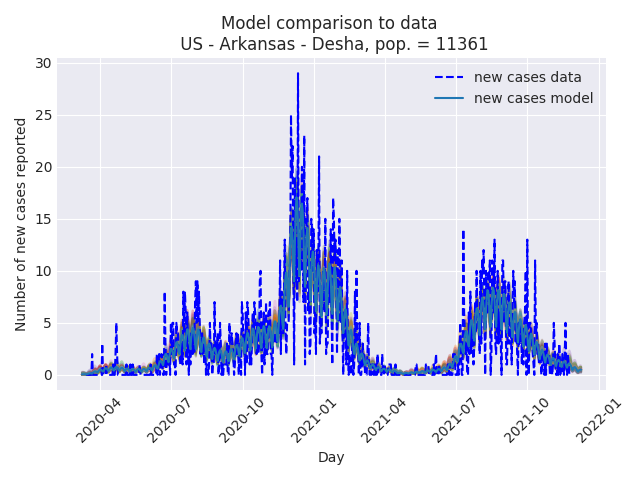 Model comparison to data
US - Arkansas - Desha, pop. = 11361
new cases data
new cases model
Number of new cases reported
30
25
20
15
10
5
0
2020-04
2020-07
2020-10
2021-01
2021-04
2021-07
2021-10
2022-01
Day